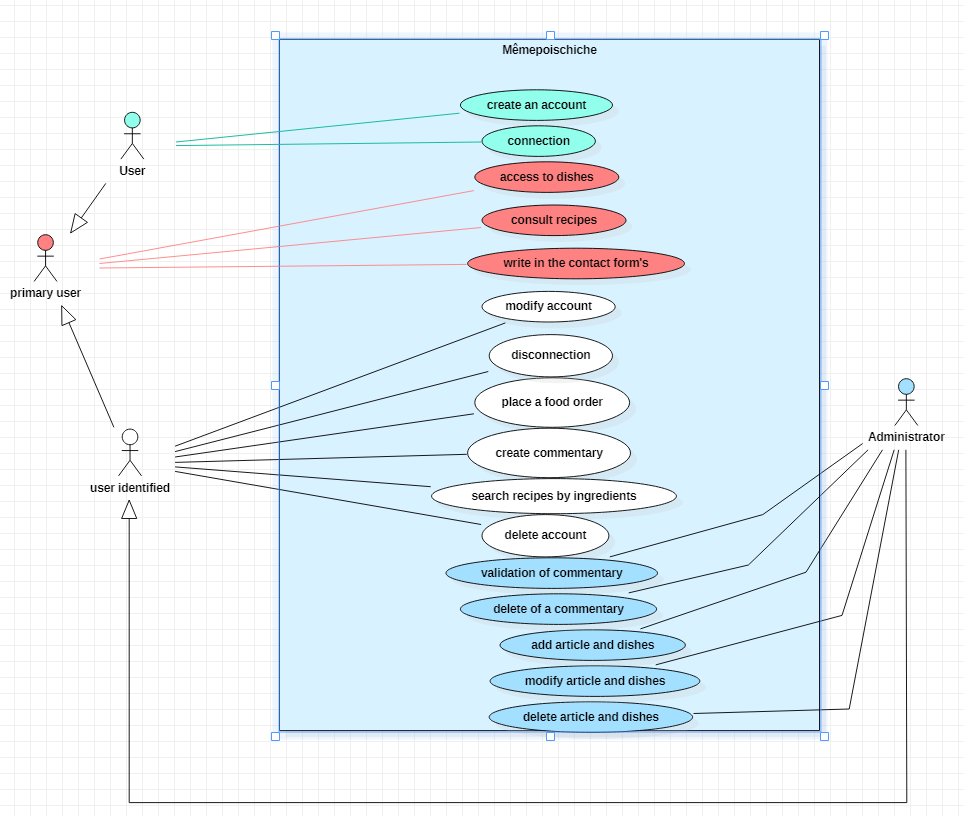 Mêmepoischiche
create an account
connection
access to dishes
consult recipes
write in the contact form's
modify account
disconnection
place a food order
create commentary
search recipes by ingredients
delete account
validation of commentary
delete of a commentary
add article and dishes
modify article and dishes
delete article and dishes
User
primary user
user identified
Administrator